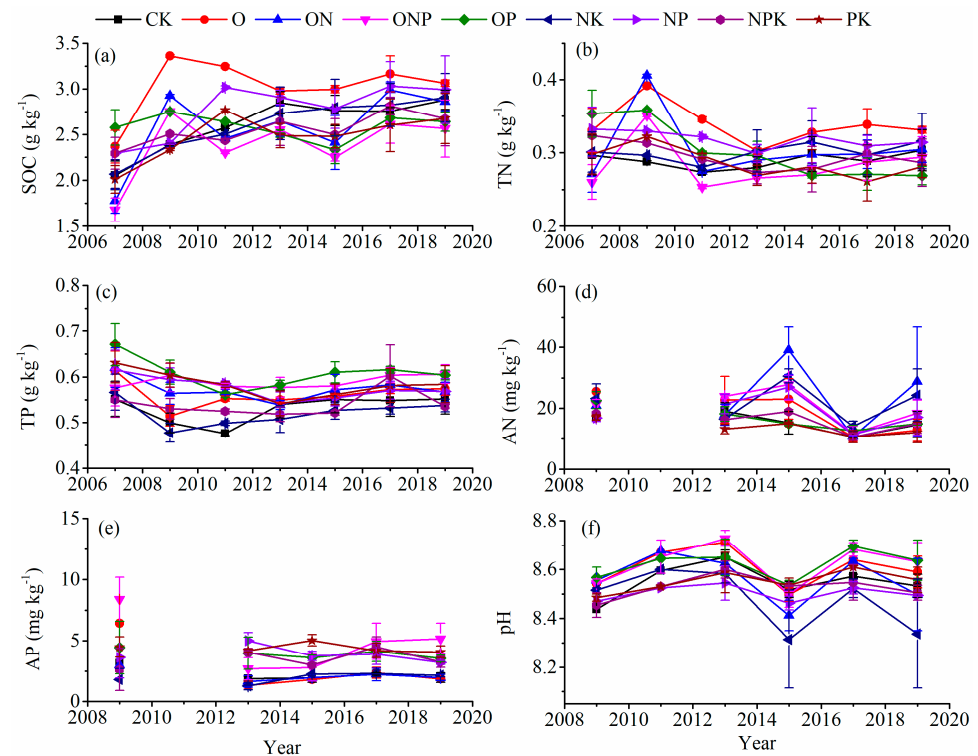 CK O ON ONP OP NK NP NPK PK
(a) (b)
3.5 3.0 2.5 2.0 1.5
SOC (g kg-1)
2006 2008 2010 2012 2014 2016 2018 2020
0.4 0.3 0.2
TN (g kg-1)
2006 2008 2010 2012 2014 2016 2018 2020
(c) (d)
0.8 0.7 0.6 0.5 0.4
TP (g kg-1)
2006 2008 2010 2012 2014 2016 2018 2020
60 40 20 0
AN (mg kg-1)
2008 2010 2012 2014 2016 2018 2020
(e) (f)
15 10 5 0
AP (mg kg-1)
2008 2010 2012 2014 2016 2018 2020
Year
8.8 8.6 8.4 8.2
pH
2008 2010 2012 2014 2016 2018 2020
Year